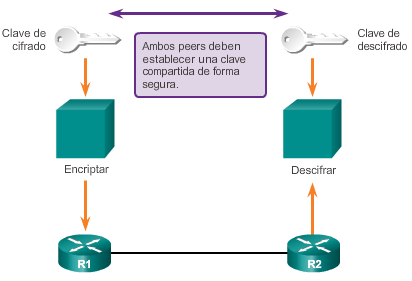 Clave de
cifrado
Ambos peers deben
establecer una clave
compartida de forma
segura.
Clave de
descifrado
Encriptar
Descifrar
R1
R2